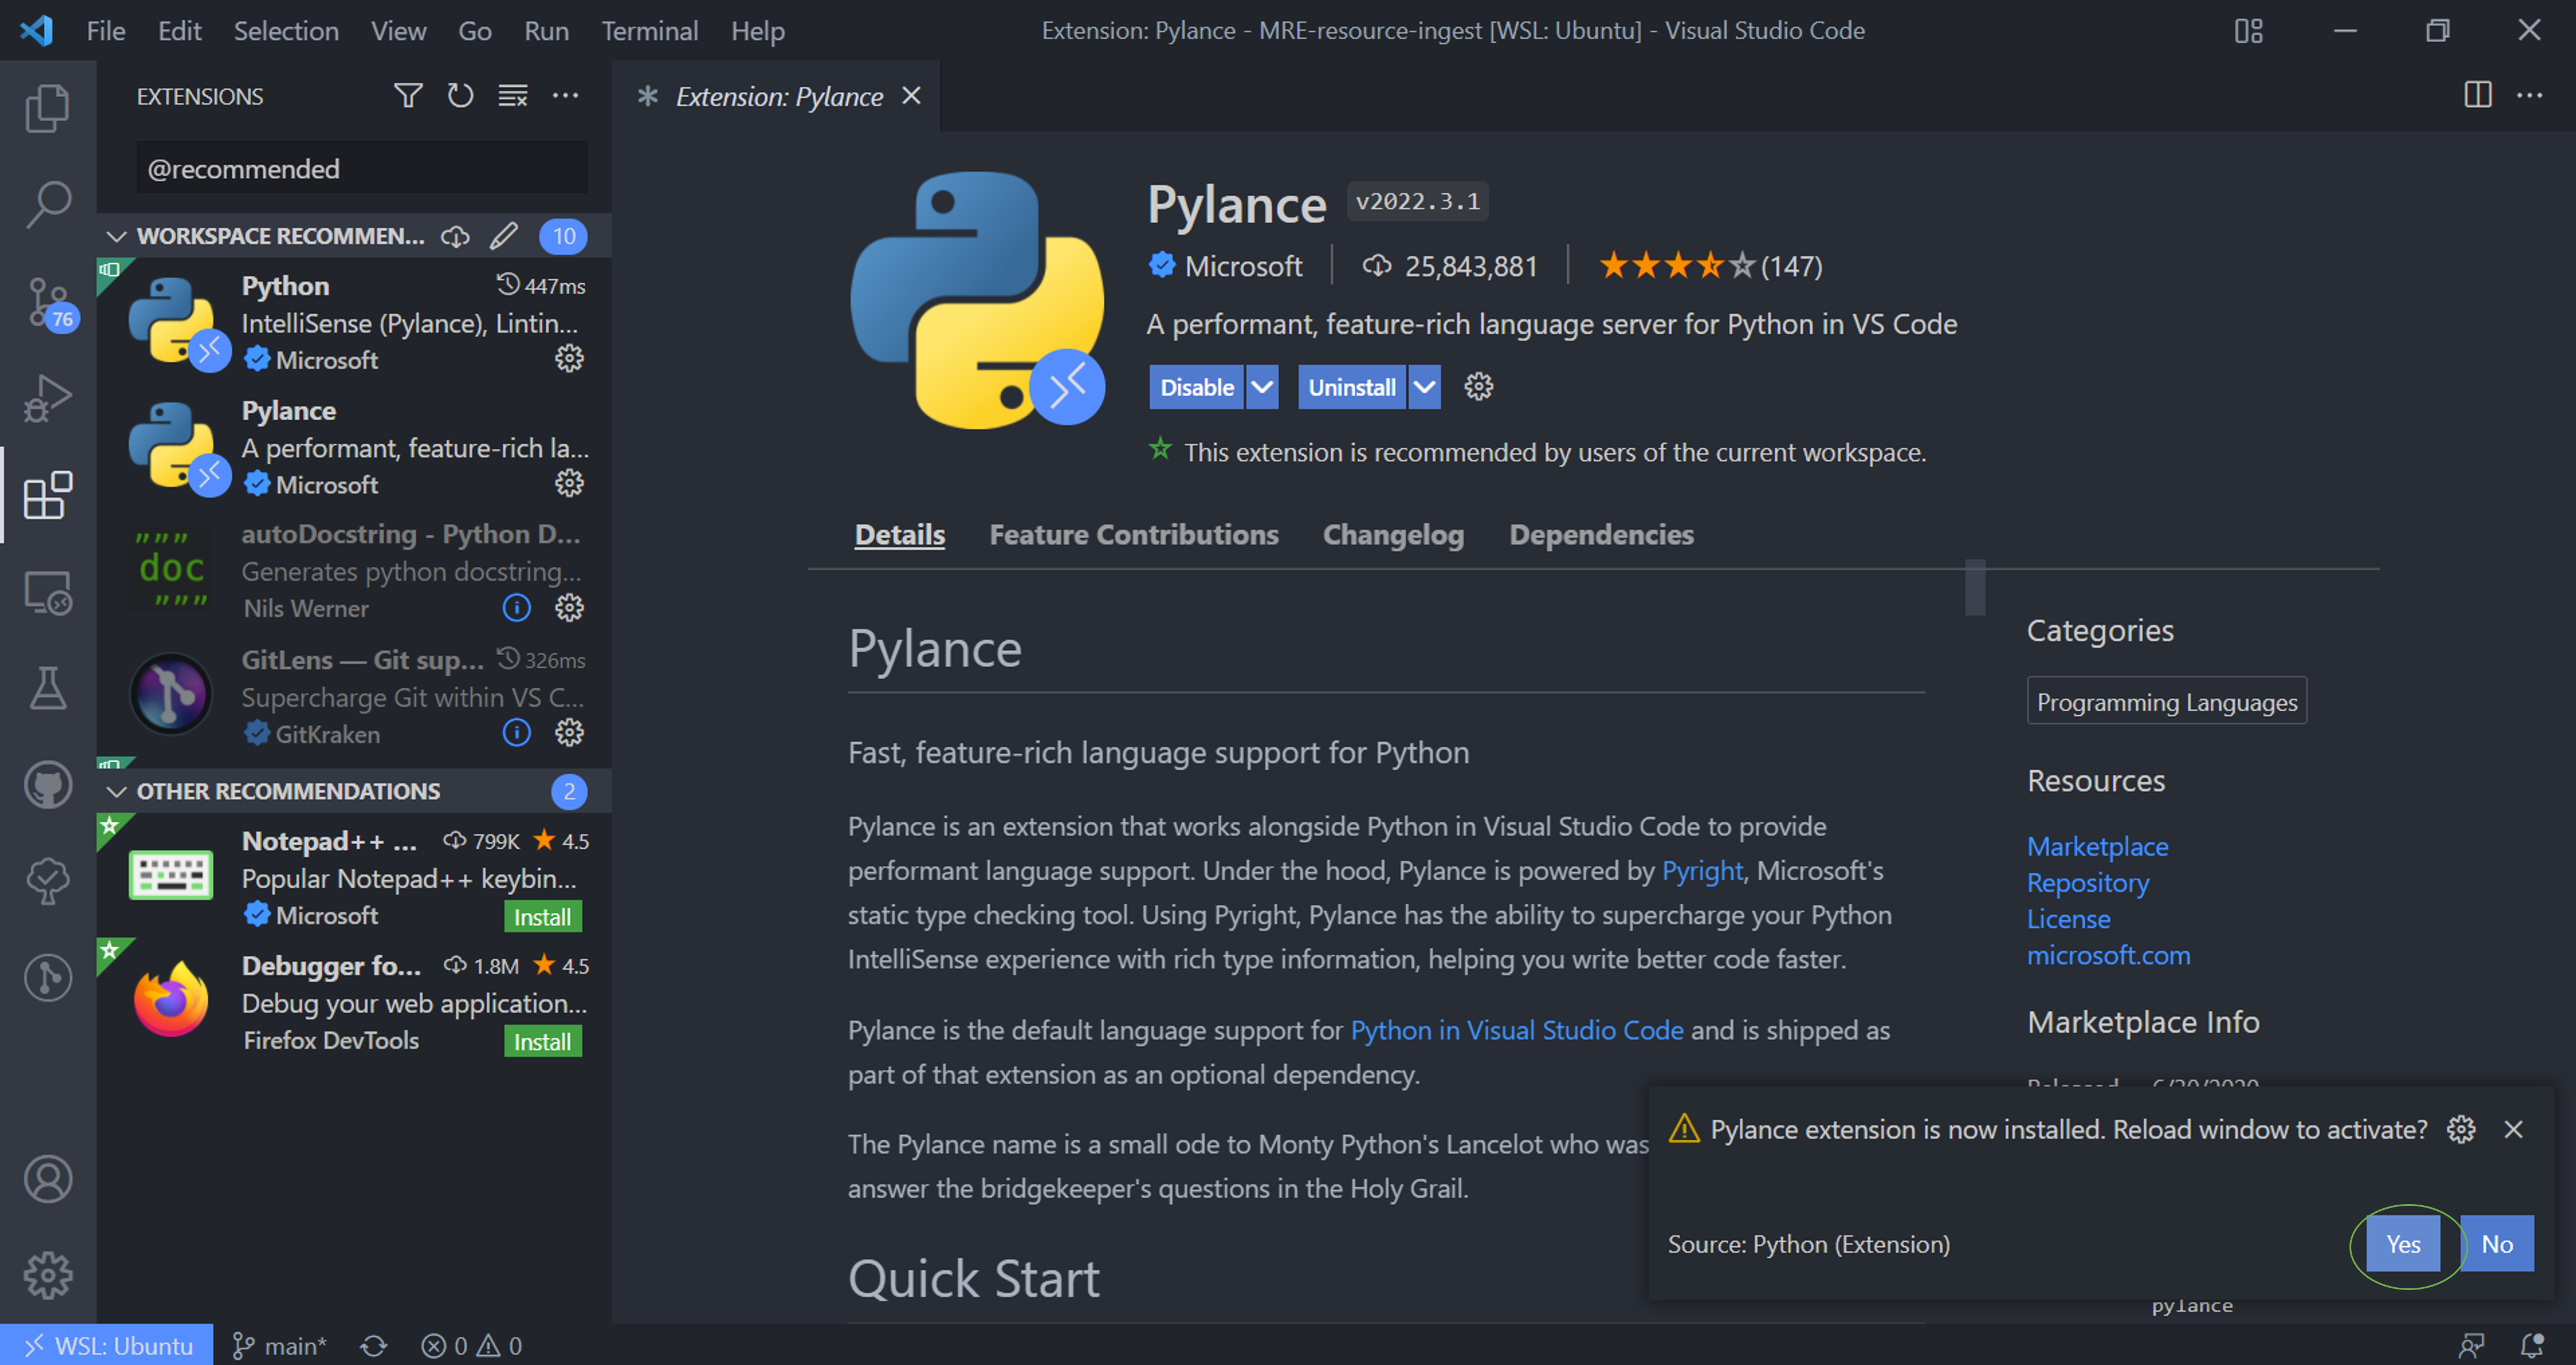 File Edit Selection View Go Run Terminal Help
Extension: Pylance - MRE-resource-ingest [WSL: Ubuntu] - Visual Studio Code
EXTENSIONS
@recommended
WORKSPACE RECOMMEN... 10
Python 447ms
IntelliSense (Pylance), Lintin...
Microsoft
Pylance
A performant, feature-rich la...
Microsoft
autoDocstring - Python D...
Generates python docstring...
Nils Werner
"""
doc
"""
GitLens — Git sup... 326ms
Supercharge Git within VS C...
GitKraken
OTHER RECOMMENDATIONS 2
Notepad++ ... 799K 4.5
Popular Notepad++ keybin...
Microsoft Install
Debugger fo... 1.8M 4.5
Debug your web application...
Firefox DevTools Install
76
Extension: Pylance
Pylance v2022.3.1
Microsoft 25,843,881 (147)
A performant, feature-rich language server for Python in VS Code
Disable Uninstall
This extension is recommended by users of the current workspace.
Details Feature Contributions Changelog Dependencies
Pylance
Fast, feature-rich language support for Python
Pylance is an extension that works alongside Python in Visual Studio Code to provide
performant language support. Under the hood, Pylance is powered by Pyright, Microsoft's
static type checking tool. Using Pyright, Pylance has the ability to supercharge your Python
IntelliSense experience with rich type information, helping you write better code faster.
Pylance is the default language support for Python in Visual Studio Code and is shipped as
part of that extension as an optional dependency.
The Pylance name is a small ode to Monty Python's Lancelot who was
answer the bridgekeeper's questions in the Holy Grail.
Quick Start
Categories
Programming Languages
Resources
Marketplace
Repository
License
microsoft.com
Marketplace Info
Released 6/30/2020
Pylance extension is now installed. Reload window to activate?
Source: Python (Extension) Yes No
pylance
WSL: Ubuntu main* 0 0